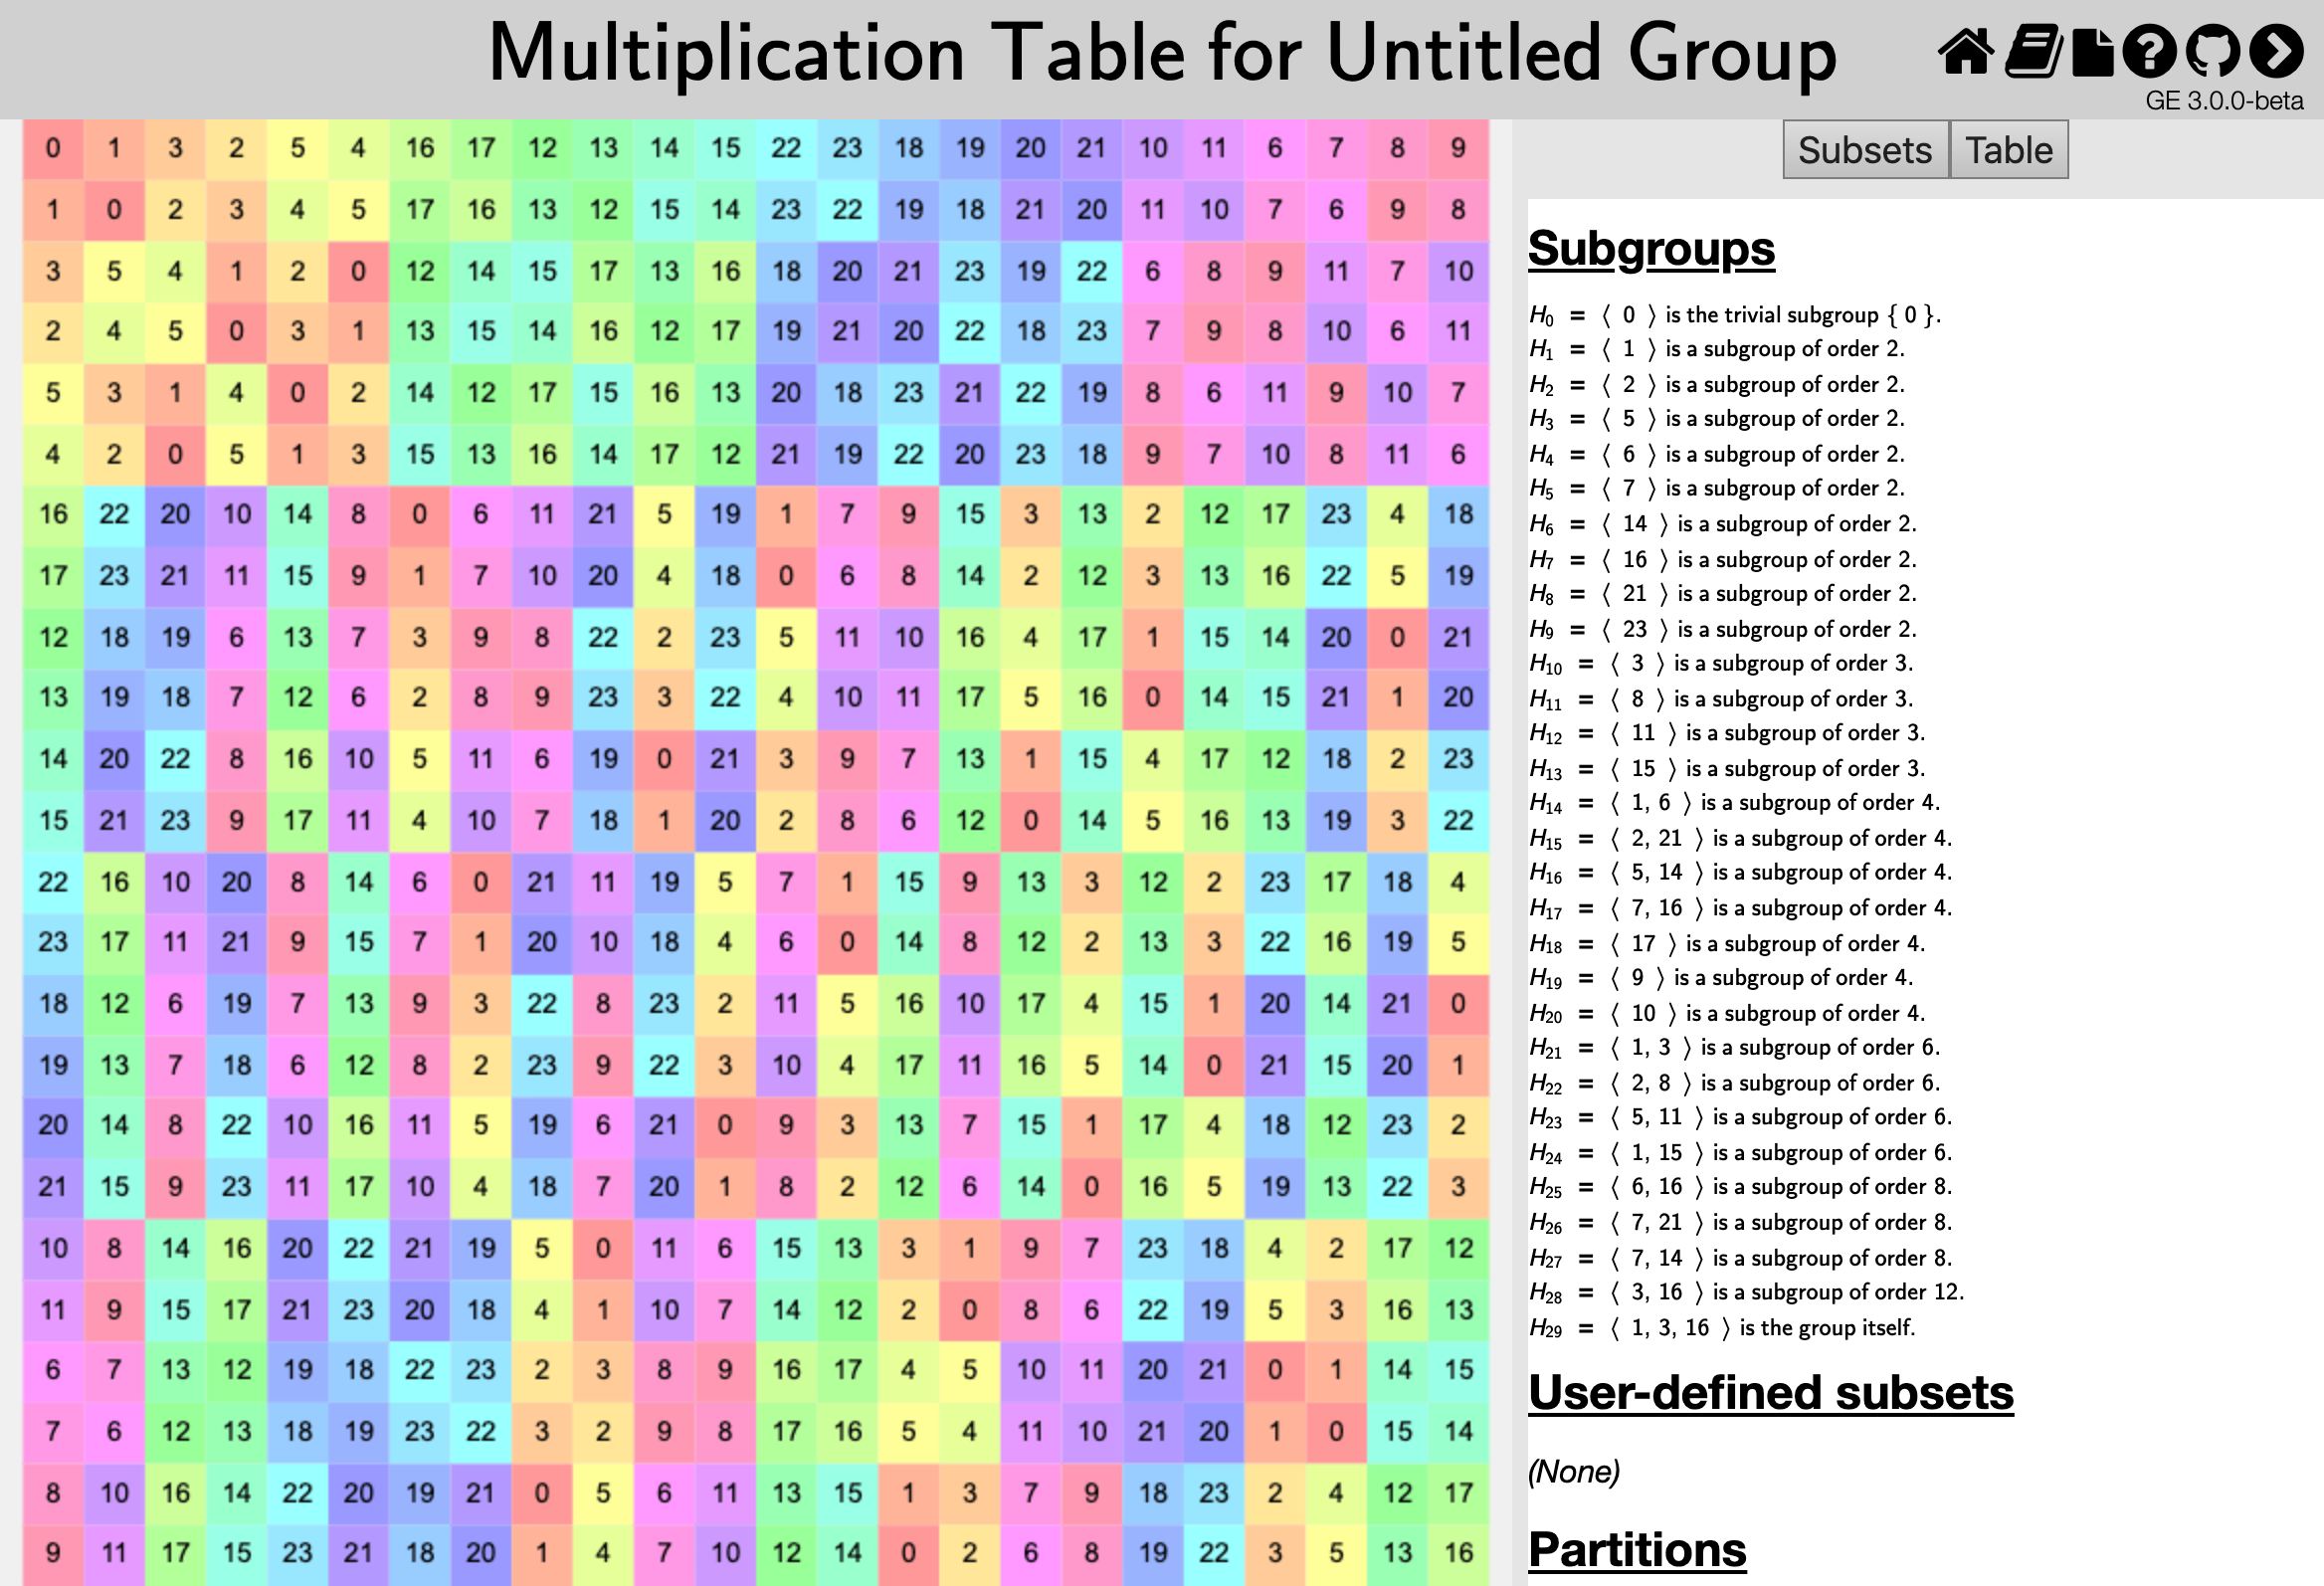 Multiplication Table for Untitled Group
GE 3.0.0-beta
Subsets Table
0 1 3 2 5 4 16 17 12 13 14 15 22 23 18 19 20 21 10 11 6 7 8 9
1 0 2 3 4 5 17 16 13 12 15 14 23 22 19 18 21 20 11 10 7 6 9 8
3 5 4 1 2 0 12 14 15 17 13 16 18 20 21 23 19 22 6 8 9 11 7 10
2 4 5 0 3 1 13 15 14 16 12 17 19 21 20 22 18 23 7 9 8 10 6 11
5 3 1 4 0 2 14 12 17 15 16 13 20 18 23 21 22 19 8 6 11 9 10 7
4 2 0 5 1 3 15 13 16 14 17 12 21 19 22 20 23 18 9 7 10 8 11 6
16 22 20 10 14 8 0 6 11 21 5 19 1 7 9 15 3 13 2 12 17 23 4 18
17 23 21 11 15 9 1 7 10 20 4 18 0 6 8 14 2 12 3 13 16 22 5 19
12 18 19 6 13 7 3 9 8 22 2 23 5 11 10 16 4 17 1 15 14 20 0 21
13 19 18 7 12 6 2 8 9 23 3 22 4 10 11 17 5 16 0 14 15 21 1 20
14 20 22 8 16 10 5 11 6 19 0 21 3 9 7 13 1 15 4 17 12 18 2 23
15 21 23 9 17 11 4 10 7 18 1 20 2 8 6 12 0 14 5 16 13 19 3 22
22 16 10 20 8 14 6 0 21 11 19 5 7 1 15 9 13 3 12 2 23 17 18 4
23 17 11 21 9 15 7 1 20 10 18 4 6 0 14 8 12 2 13 3 22 16 19 5
18 12 6 19 7 13 9 3 22 8 23 2 11 5 16 10 17 4 15 1 20 14 21 0
19 13 7 18 6 12 8 2 23 9 22 3 10 4 17 11 16 5 14 0 21 15 20 1
20 14 8 22 10 16 11 5 19 6 21 0 9 3 13 7 15 1 17 4 18 12 23 2
21 15 9 23 11 17 10 4 18 7 20 1 8 2 12 6 14 0 16 5 19 13 22 3
10 8 14 16 20 22 21 19 5 0 11 6 15 13 3 1 9 7 23 18 4 2 17 12
11 9 15 17 21 23 20 18 4 1 10 7 14 12 2 0 8 6 22 19 5 3 16 13
6 7 13 12 19 18 22 23 2 3 8 9 16 17 4 5 10 11 20 21 0 1 14 15
7 6 12 13 18 19 23 22 3 2 9 8 17 16 5 4 11 10 21 20 1 0 15 14
8 10 16 14 22 20 19 21 0 5 6 11 13 15 1 3 7 9 18 23 2 4 12 17
9 11 17 15 23 21 18 20 1 4 7 10 12 14 0 2 6 8 19 22 3 5 13 16
Subgroups
H₀ = ⟨ 0 ⟩ is the trivial subgroup { 0 }.
H₁ = ⟨ 1 ⟩ is a subgroup of order 2.
H₂ = ⟨ 2 ⟩ is a subgroup of order 2.
H₃ = ⟨ 5 ⟩ is a subgroup of order 2.
H₄ = ⟨ 6 ⟩ is a subgroup of order 2.
H₅ = ⟨ 7 ⟩ is a subgroup of order 2.
H₆ = ⟨ 14 ⟩ is a subgroup of order 2.
H₇ = ⟨ 16 ⟩ is a subgroup of order 2.
H₈ = ⟨ 21 ⟩ is a subgroup of order 2.
H₉ = ⟨ 23 ⟩ is a subgroup of order 2.
H₁₀ = ⟨ 3 ⟩ is a subgroup of order 3.
H₁₁ = ⟨ 8 ⟩ is a subgroup of order 3.
H₁₂ = ⟨ 11 ⟩ is a subgroup of order 3.
H₁₃ = ⟨ 15 ⟩ is a subgroup of order 3.
H₁₄ = ⟨ 1, 6 ⟩ is a subgroup of order 4.
H₁₅ = ⟨ 2, 21 ⟩ is a subgroup of order 4.
H₁₆ = ⟨ 5, 14 ⟩ is a subgroup of order 4.
H₁₇ = ⟨ 7, 16 ⟩ is a subgroup of order 4.
H₁₈ = ⟨ 17 ⟩ is a subgroup of order 4.
H₁₉ = ⟨ 9 ⟩ is a subgroup of order 4.
H₂₀ = ⟨ 10 ⟩ is a subgroup of order 4.
H₂₁ = ⟨ 1, 3 ⟩ is a subgroup of order 6.
H₂₂ = ⟨ 2, 8 ⟩ is a subgroup of order 6.
H₂₃ = ⟨ 5, 11 ⟩ is a subgroup of order 6.
H₂₄ = ⟨ 1, 15 ⟩ is a subgroup of order 6.
H₂₅ = ⟨ 6, 16 ⟩ is a subgroup of order 8.
H₂₆ = ⟨ 7, 21 ⟩ is a subgroup of order 8.
H₂₇ = ⟨ 7, 14 ⟩ is a subgroup of order 8.
H₂₈ = ⟨ 3, 16 ⟩ is a subgroup of order 12.
H₂₉ = ⟨ 1, 3, 16 ⟩ is the group itself.
User-defined subsets
(None)
Partitions